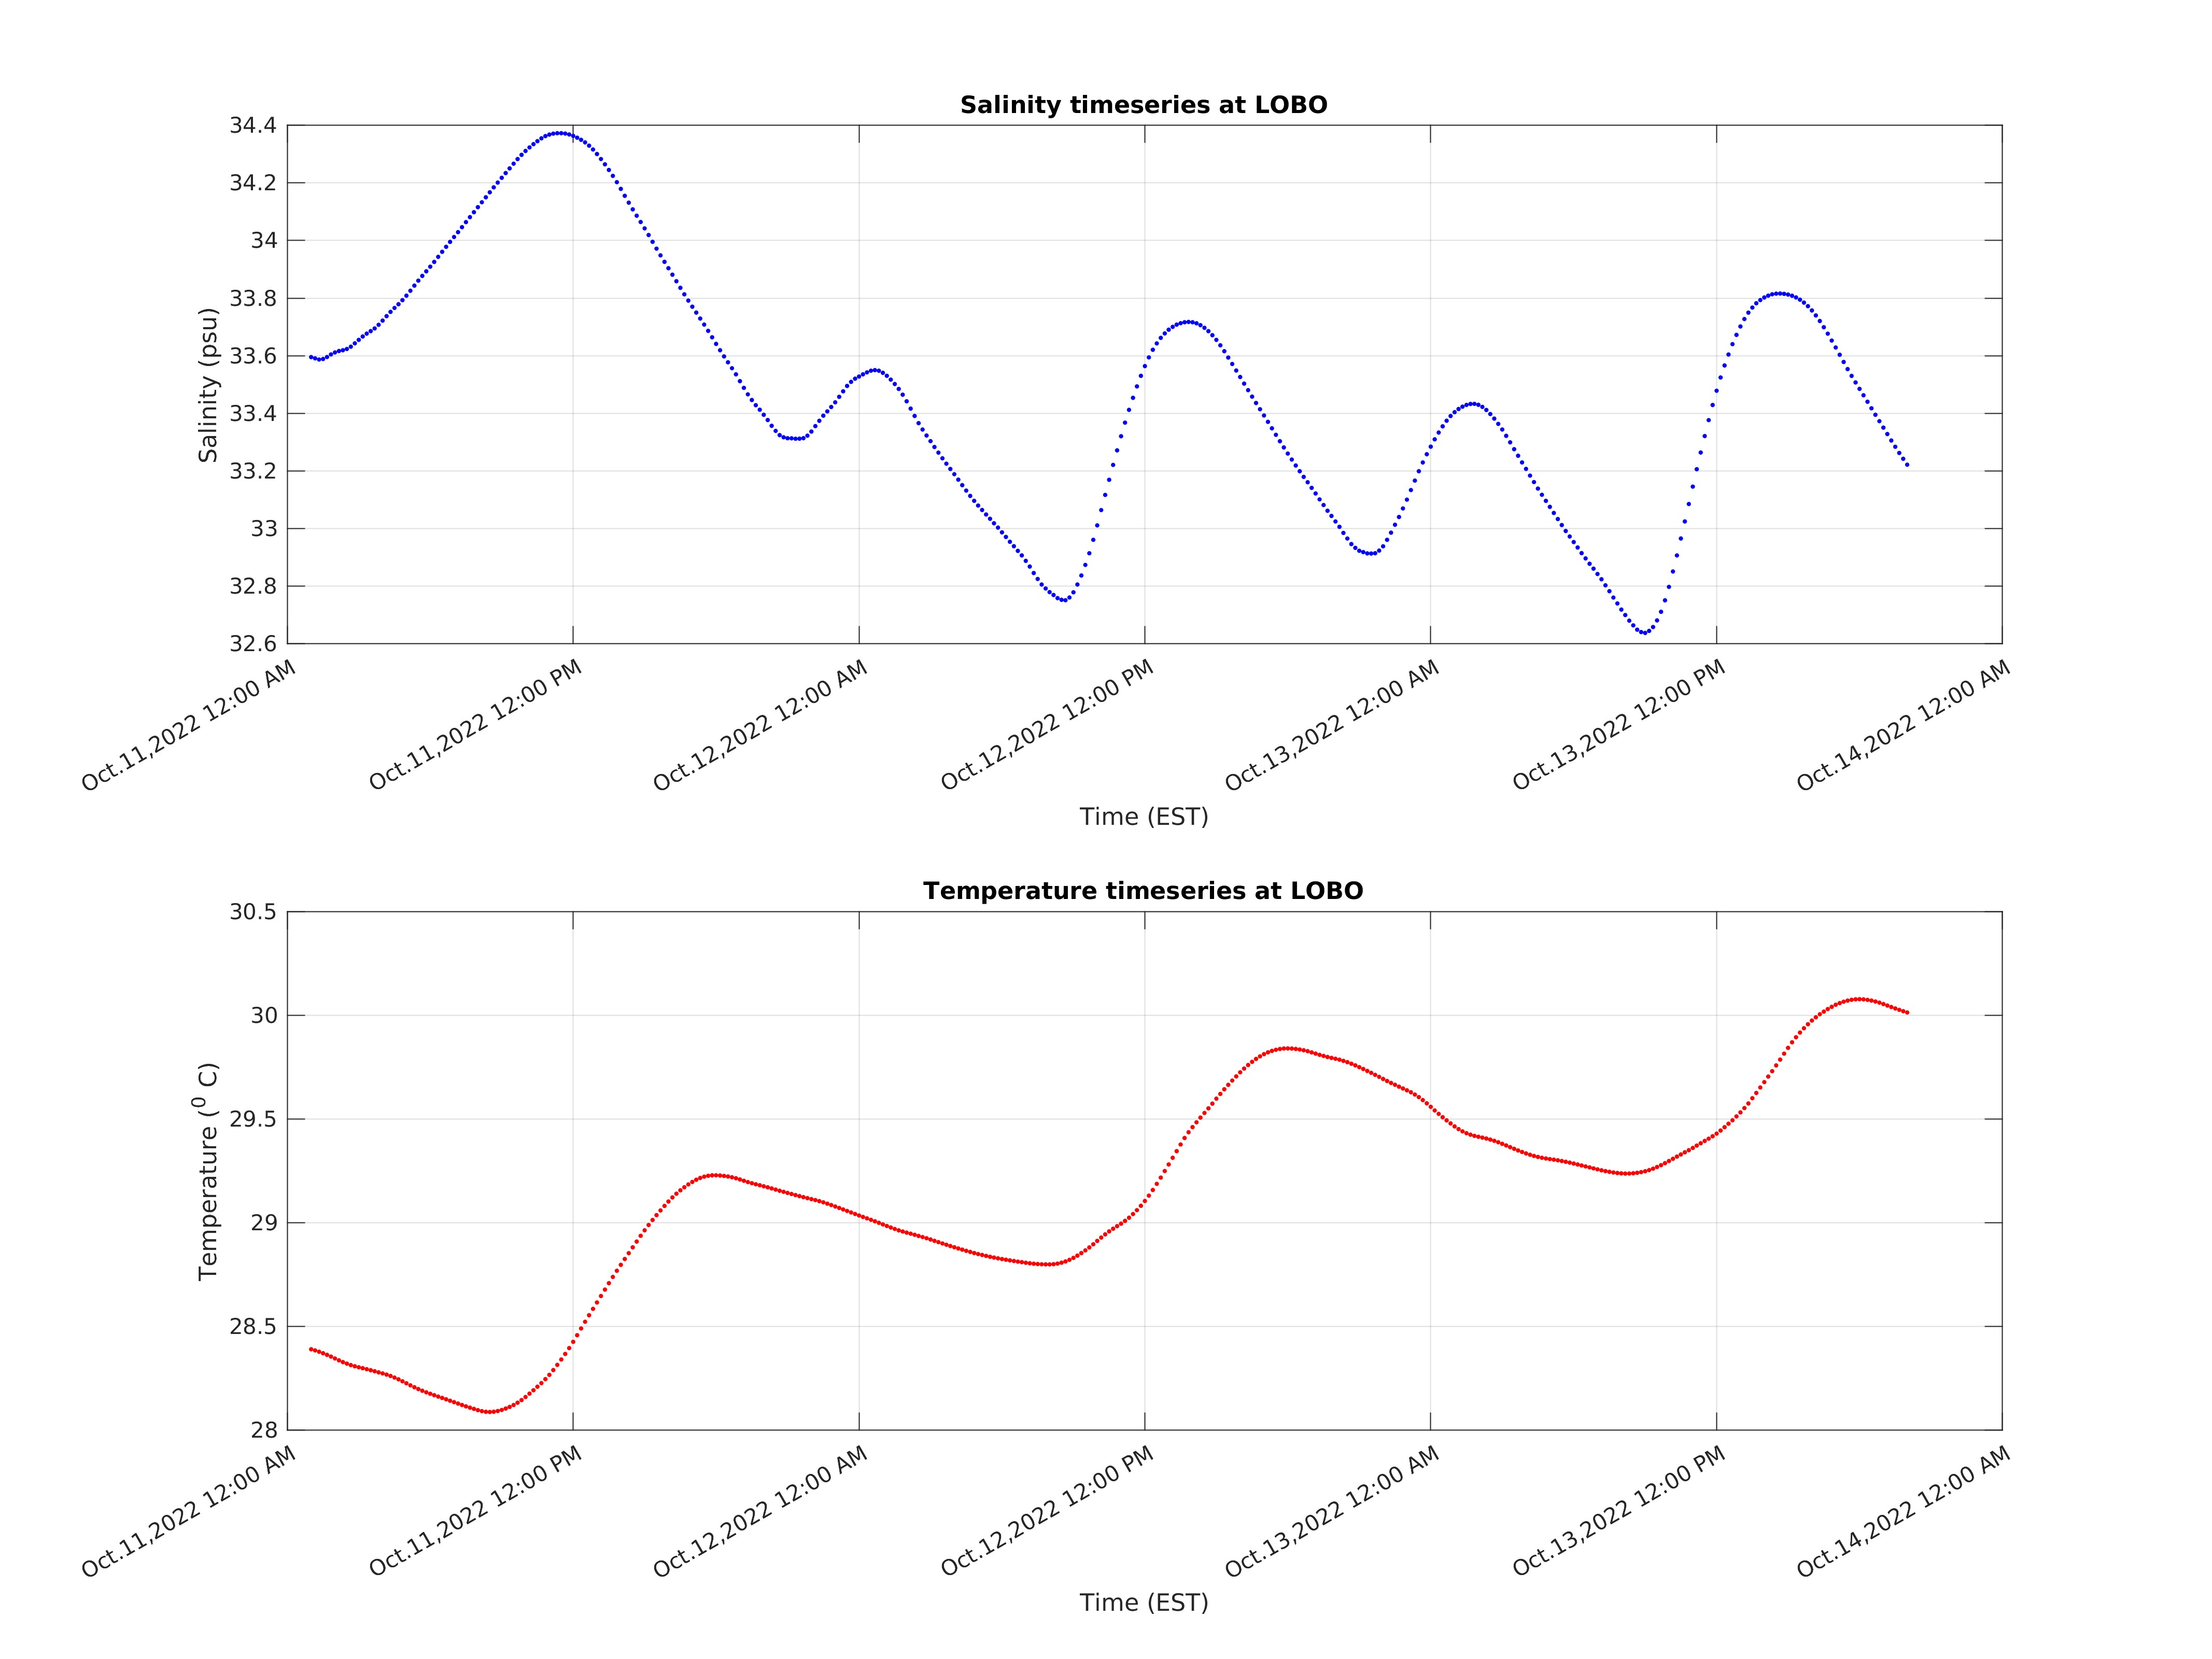 Salinity timeseries at LOBO
34.4
34.2
34
33.8
33.6
33.4
33.2
33
32.8
32.6
Salinity (psu)
Oct.11,2022 12:00 AM
Oct.11,2022 12:00 PM
Oct.12,2022 12:00 AM
Oct.12,2022 12:00 PM
Oct.13,2022 12:00 AM
Oct.13,2022 12:00 PM
Oct.14,2022 12:00 AM
Time (EST)
Temperature timeseries at LOBO
30.5
30
29.5
29
28.5
28
Temperature (⁰ C)
Oct.11,2022 12:00 AM
Oct.11,2022 12:00 PM
Oct.12,2022 12:00 AM
Oct.12,2022 12:00 PM
Oct.13,2022 12:00 AM
Oct.13,2022 12:00 PM
Oct.14,2022 12:00 AM
Time (EST)